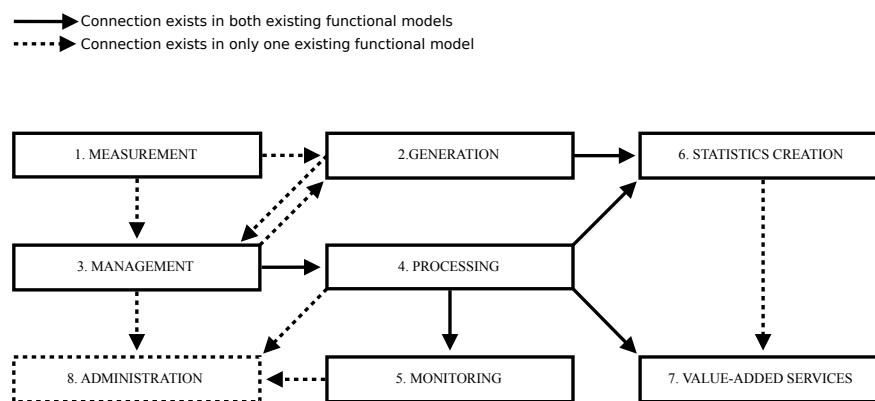 Connection exists in both existing functional models
Connection exists in only one existing functional model
1. MEASUREMENT
2.GENERATION
6. STATISTICS CREATION
3. MANAGEMENT
4. PROCESSING
8. ADMINISTRATION
5. MONITORING
7. VALUE-ADDED SERVICES